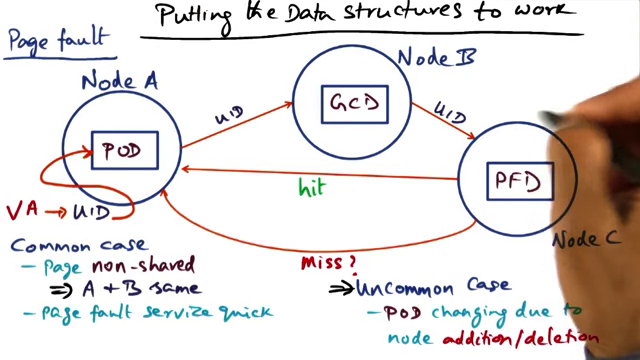 Putting the Data structures to work
Page fault
Node A
Node B
UID
GCD
UID
POD
PFD
hit
VA → UID
Node C
Common case
- Page non-shared
⇒ A + B same
- page fault service quick
Miss?
⇒ Uncommon case
- POD changing due to
node addition/deletion